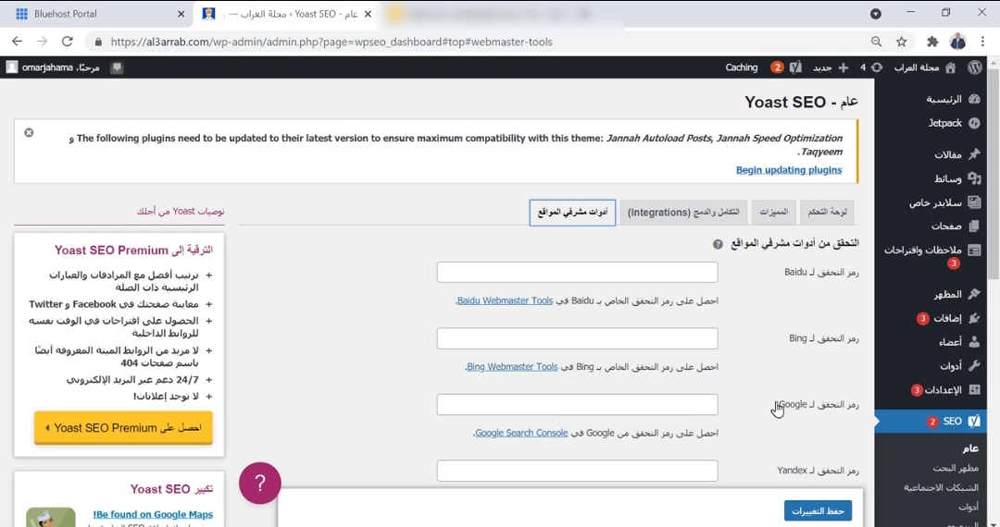 Bluehost Portal
عام - Yoast SEO ‹ مجلة العراب —
https://al3arrab.com/wp-admin/admin.php?page=wpseo_dashboard#top#webmaster-tools
مجلة العراب
4
جديد
2
Caching
مرحبًا، omarjahama
الرئيسية
Jetpack
مقالات
وسائط
سلايدر خاص
صفحات
ملاحظات واقتراحات
3
المظهر
إضافات 3
أعضاء
أدوات
الإعدادات 3
SEO 2
عام
مظهر البحث
الشبكات الاجتماعية
أدوات
عام - Yoast SEO
The following plugins need to be updated to their latest version to ensure maximum compatibility with this theme: Jannah Autoload Posts, Jannah Speed Optimization و
Taqyeem.
Begin updating plugins
لوحة التحكم
المميزات
التكامل والدمج (Integrations)
أدوات مشرفي المواقع
التحقق من أدوات مشرفي المواقع
رمز التحقق لـ Baidu
احصل على رمز التحقق الخاص بـ Baidu في Baidu Webmaster Tools.
رمز التحقق لـ Bing
احصل على رمز التحقق الخاص بـ Bing في Bing Webmaster Tools.
رمز التحقق لـ Google
احصل على رمز التحقق من Google في Google Search Console.
رمز التحقق لـ Yandex
حفظ التغييرات
?
توصيات Yoast من أجلك
الترقية إلى Yoast SEO Premium
+ ترتيب أفضل مع المرادفات والعبارات
الرئيسية ذات الصلة
+ معاينة صفحتك في Facebook و Twitter
+ الحصول على اقتراحات في الوقت نفسه
للروابط الداخلية
+ لا مزيد من الروابط الميتة المعروفة أيضًا
باسم صفحات 404
+ 24/7 دعم عبر البريد الإلكتروني
+ لا توجد إعلانات!
احصل على Yoast SEO Premium
تكبير Yoast SEO
Be found on Google Maps!